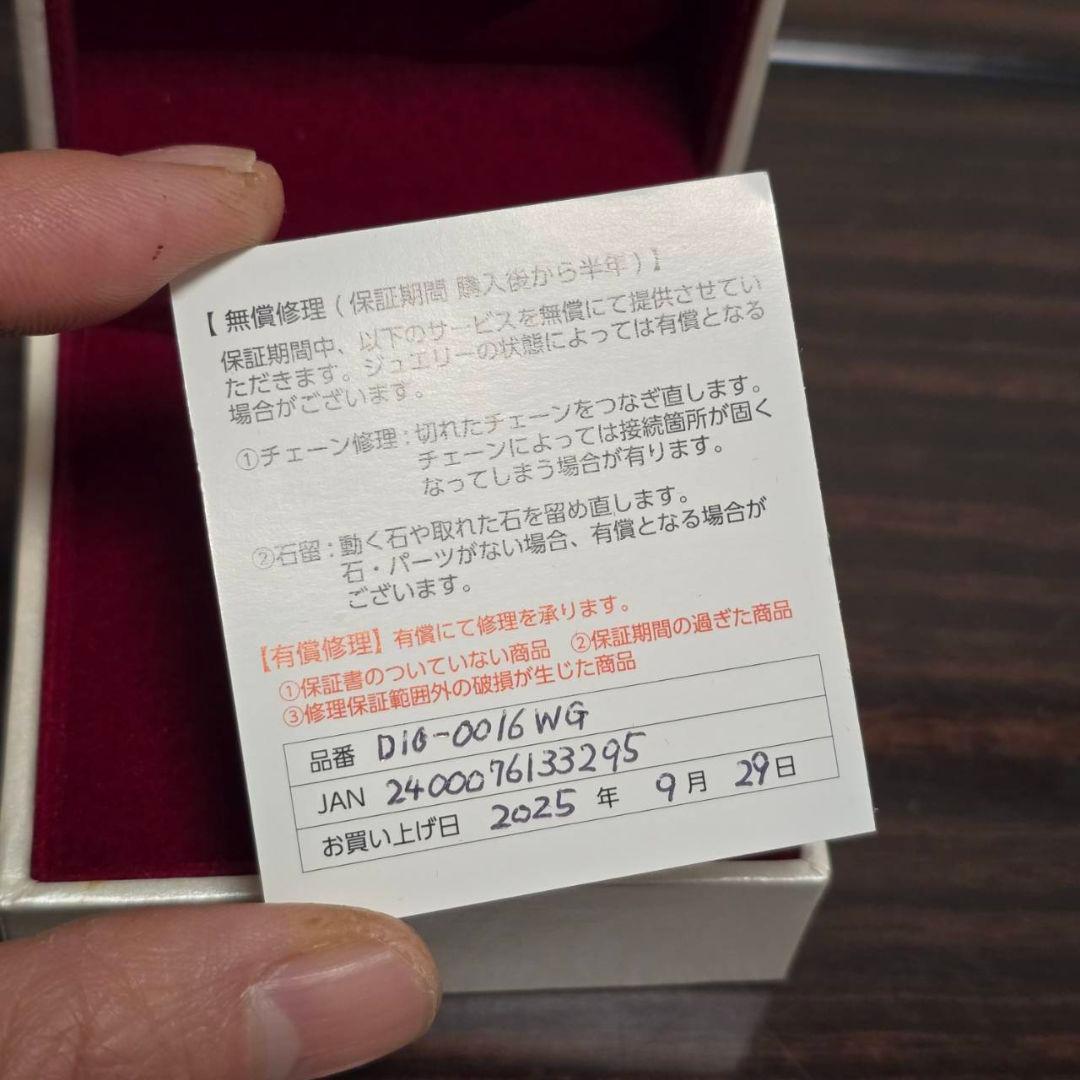 【 無償修理 ( 保証期間 購入後から半年 ) 】
保証期間中、以下のサービスを無償にて提供させてい
ただきます。ジュエリーの状態によっては有償となる
場合がございます。
①チェーン修理 : 切れたチェーンをつなぎ直します。
チェーンによっては接続箇所が固く
なってしまう場合が有ります。
②石留 : 動く石や取れた石を留め直します。
石・パーツがない場合、有償となる場合が
ございます。
【有償修理】有償にて修理を承ります。
①保証書のついていない商品 ②保証期間の過ぎた商品
③修理保証範囲外の破損が生じた商品
品番 DIG-0016WG
JAN 2400076133295
お買い上げ日 2025 年 9 月 29 日